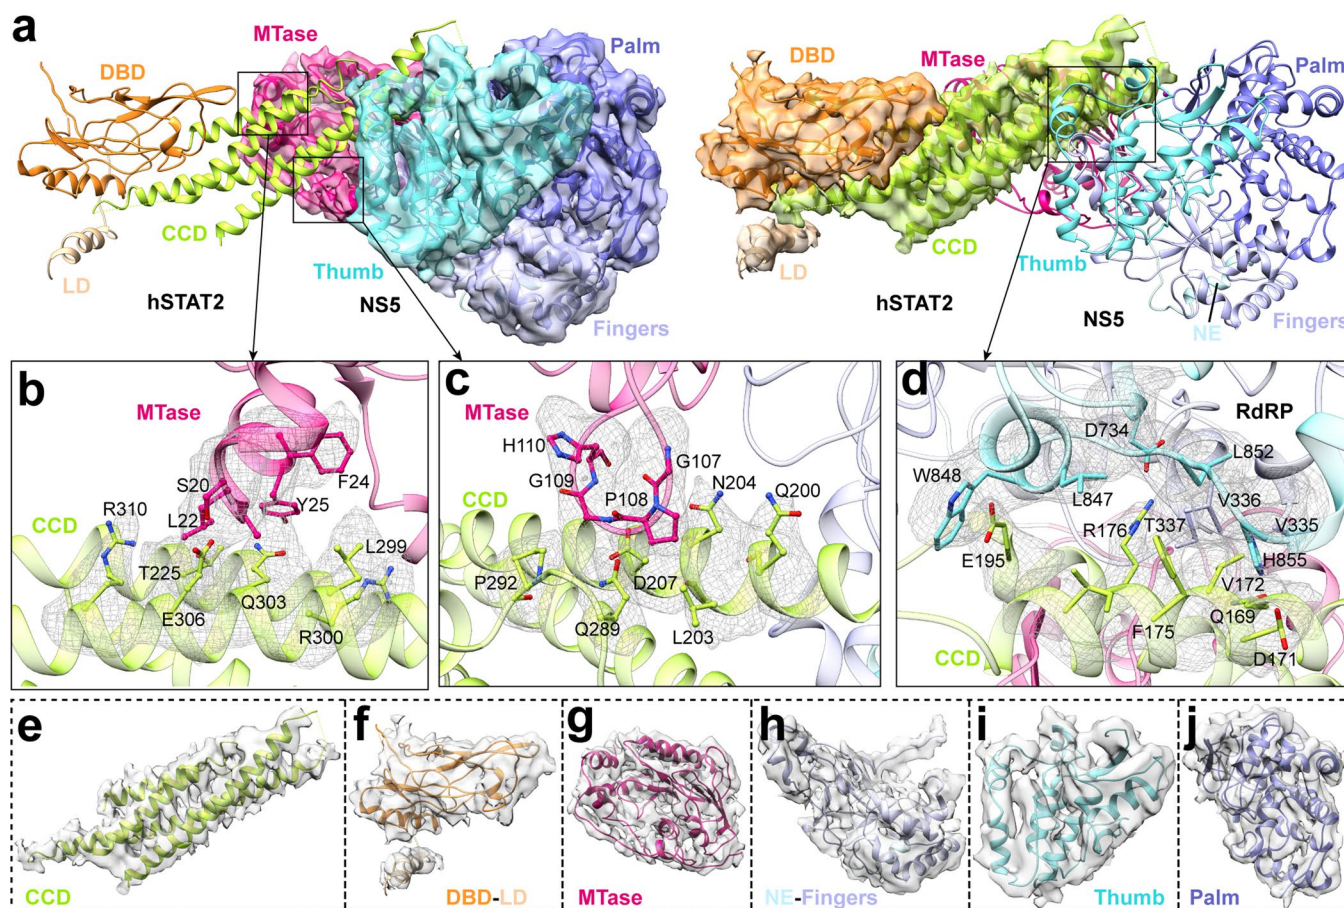 a
MTase
DBD
Palm
CCD
LD
Thumb
hSTAT2
NS5
Fingers
DBD
MTase
Palm
CCD
LD
Thumb
hSTAT2
NS5
NE
Fingers
b
MTase
S20
F24
L22
Y25
R310
CCD
T225
L299
E306
Q303
R300
c
MTase
H110
G107
G109
N204
P108
Q200
CCD
P292
D207
Q289
L203
d
RdRP
D734
L852
W848
L847
V336
R176
T337
V335
E195
H855
V172
Q169
F175
CCD
D171
e
CCD
f
DBD-LD
g
MTase
h
NE-Fingers
i
Thumb
j
Palm